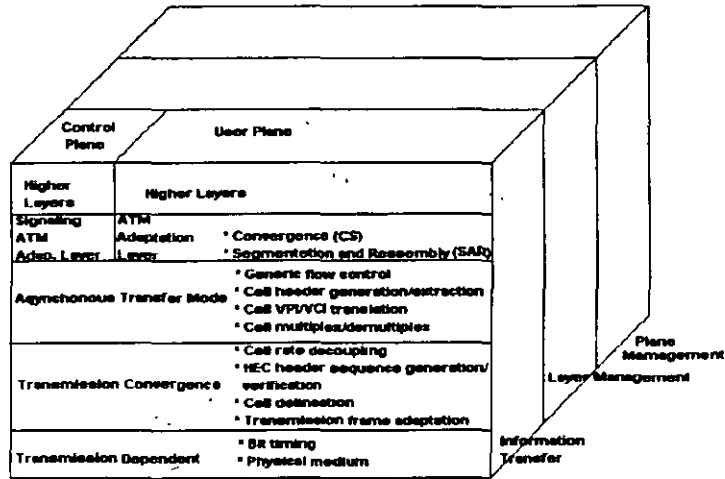 Control
Plane
User Plane
Higher
Layers
Higher Layers
Signaling
ATM
Adap. Layer
ATM
Adaptation
Layer
* Convergence (CS)
* Segmentation and Reasembly (SAR)
Asynchonous Transfer Mode
* Generic flow control
* Cell header generation/extraction
* Cell VPI/VCI translation
* Cell multiplex/demultiplex
Transmission Convergence
* Cell rate decoupling
* HEC header sequence generation/
verification
* Cell delineation
* Transmission frame adaptation
Transmission Dependent
* Bit timing
* Physical medium
Plane
Management
Layer Management
Information
Transfer